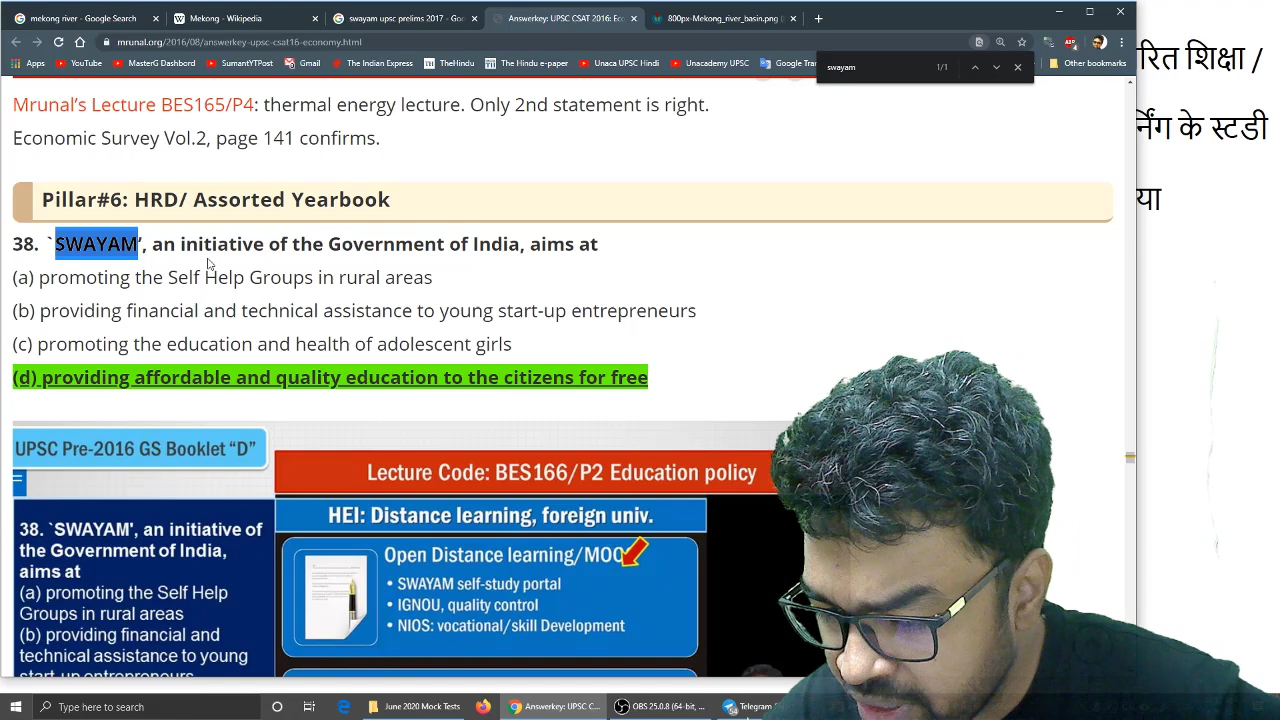 mekong river - Google Search
Mekong - Wikipedia
swayam upsc prelims 2017 - Goo
Answerkey: UPSC CSAT 2016: Eco
800px-Mekong_river_basin.png (
mrunal.org/2016/08/answerkey-upsc-csat16-economy.html
Apps YouTube MasterG Dashbord SumantYTPost Gmail The Indian Express TheHindu The Hindu e-paper Unaca UPSC Hindi Unacademy UPSC Google Tran Other bookmarks
swayam 1/1
रित शिक्षा /
र्निंग के स्टडी
या
Mrunal's Lecture BES165/P4: thermal energy lecture. Only 2nd statement is right.
Economic Survey Vol.2, page 141 confirms.
Pillar#6: HRD/ Assorted Yearbook
38. `SWAYAM', an initiative of the Government of India, aims at
(a) promoting the Self Help Groups in rural areas
(b) providing financial and technical assistance to young start-up entrepreneurs
(c) promoting the education and health of adolescent girls
(d) providing affordable and quality education to the citizens for free
UPSC Pre-2016 GS Booklet "D"
38. `SWAYAM', an initiative of
the Government of India,
aims at
(a) promoting the Self Help
Groups in rural areas
(b) providing financial and
technical assistance to young
start-up entrepreneurs
Lecture Code: BES166/P2 Education policy
HEI: Distance learning, foreign univ.
Open Distance learning/MOO
• SWAYAM self-study portal
• IGNOU, quality control
• NIOS: vocational/skill Development
Type here to search
June 2020 Mock Tests
Answerkey: UPSC C...
OBS 25.0.8 (64-bit, ...
Telegram